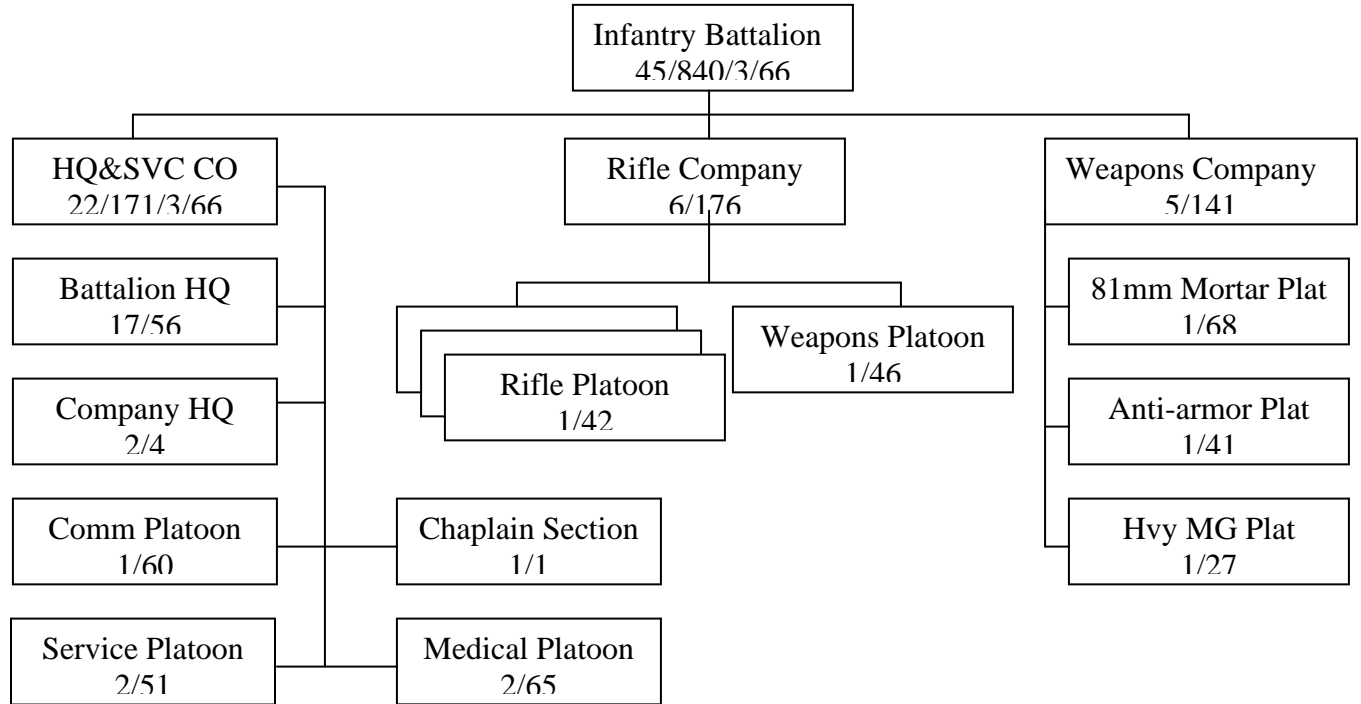 Infantry Battalion
45/840/3/66
HQ&SVC CO
22/171/3/66
Rifle Company
6/176
Weapons Company
5/141
Battalion HQ
17/56
81mm Mortar Plat
1/68
Weapons Platoon
1/46
Rifle Platoon
1/42
Company HQ
2/4
Anti-armor Plat
1/41
Comm Platoon
1/60
Chaplain Section
1/1
Hvy MG Plat
1/27
Service Platoon
2/51
Medical Platoon
2/65